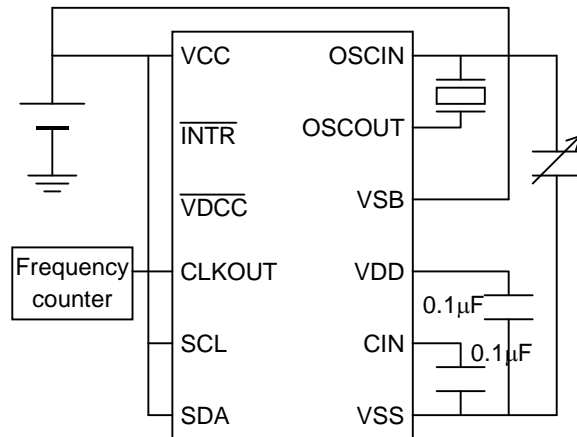 VCC
OSCIN
INTR
OSCOUT
VDCC
VSB
Frequency
counter
CLKOUT
VDD
0.1μF
SCL
CIN
0.1μF
SDA
VSS